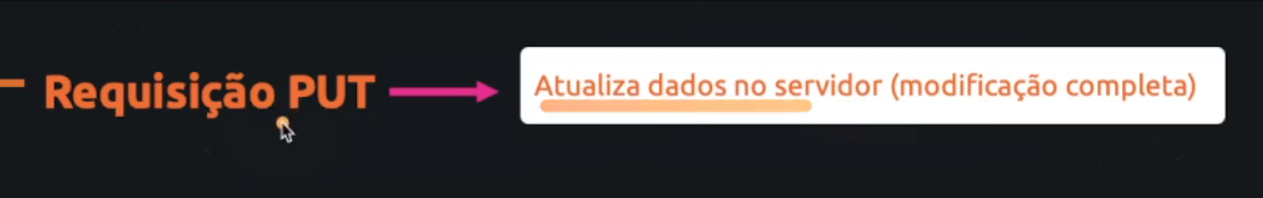 Requisição PUT
Atualiza dados no servidor (modificação completa)